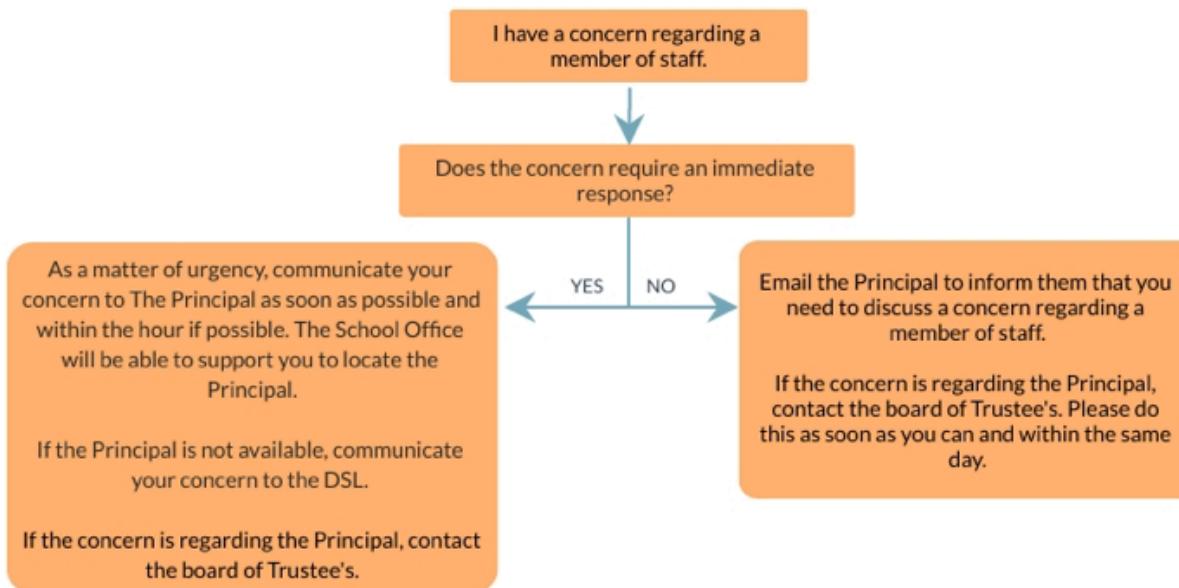 I have a concern regarding a
member of staff.
Does the concern require an immediate
response?
YES
NO
As a matter of urgency, communicate your
concern to The Principal as soon as possible and
within the hour if possible. The School Office
will be able to support you to locate the
Principal.
If the Principal is not available, communicate
your concern to the DSL.
If the concern is regarding the Principal, contact
the board of Trustee's.
Email the Principal to inform them that you
need to discuss a concern regarding a
member of staff.
If the concern is regarding the Principal,
contact the board of Trustee's. Please do
this as soon as you can and within the same
day.